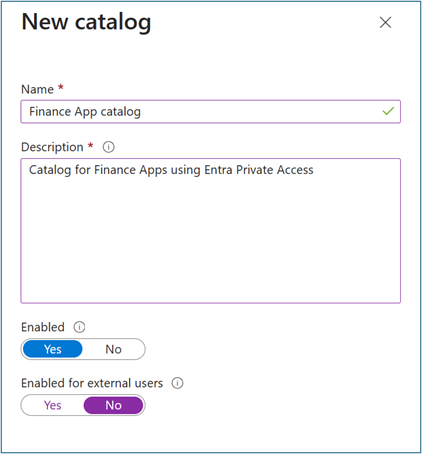 New catalog
Name *
Finance App catalog
Description *
Catalog for Finance Apps using Entra Private Access
Enabled
Yes No
Enabled for external users
Yes No